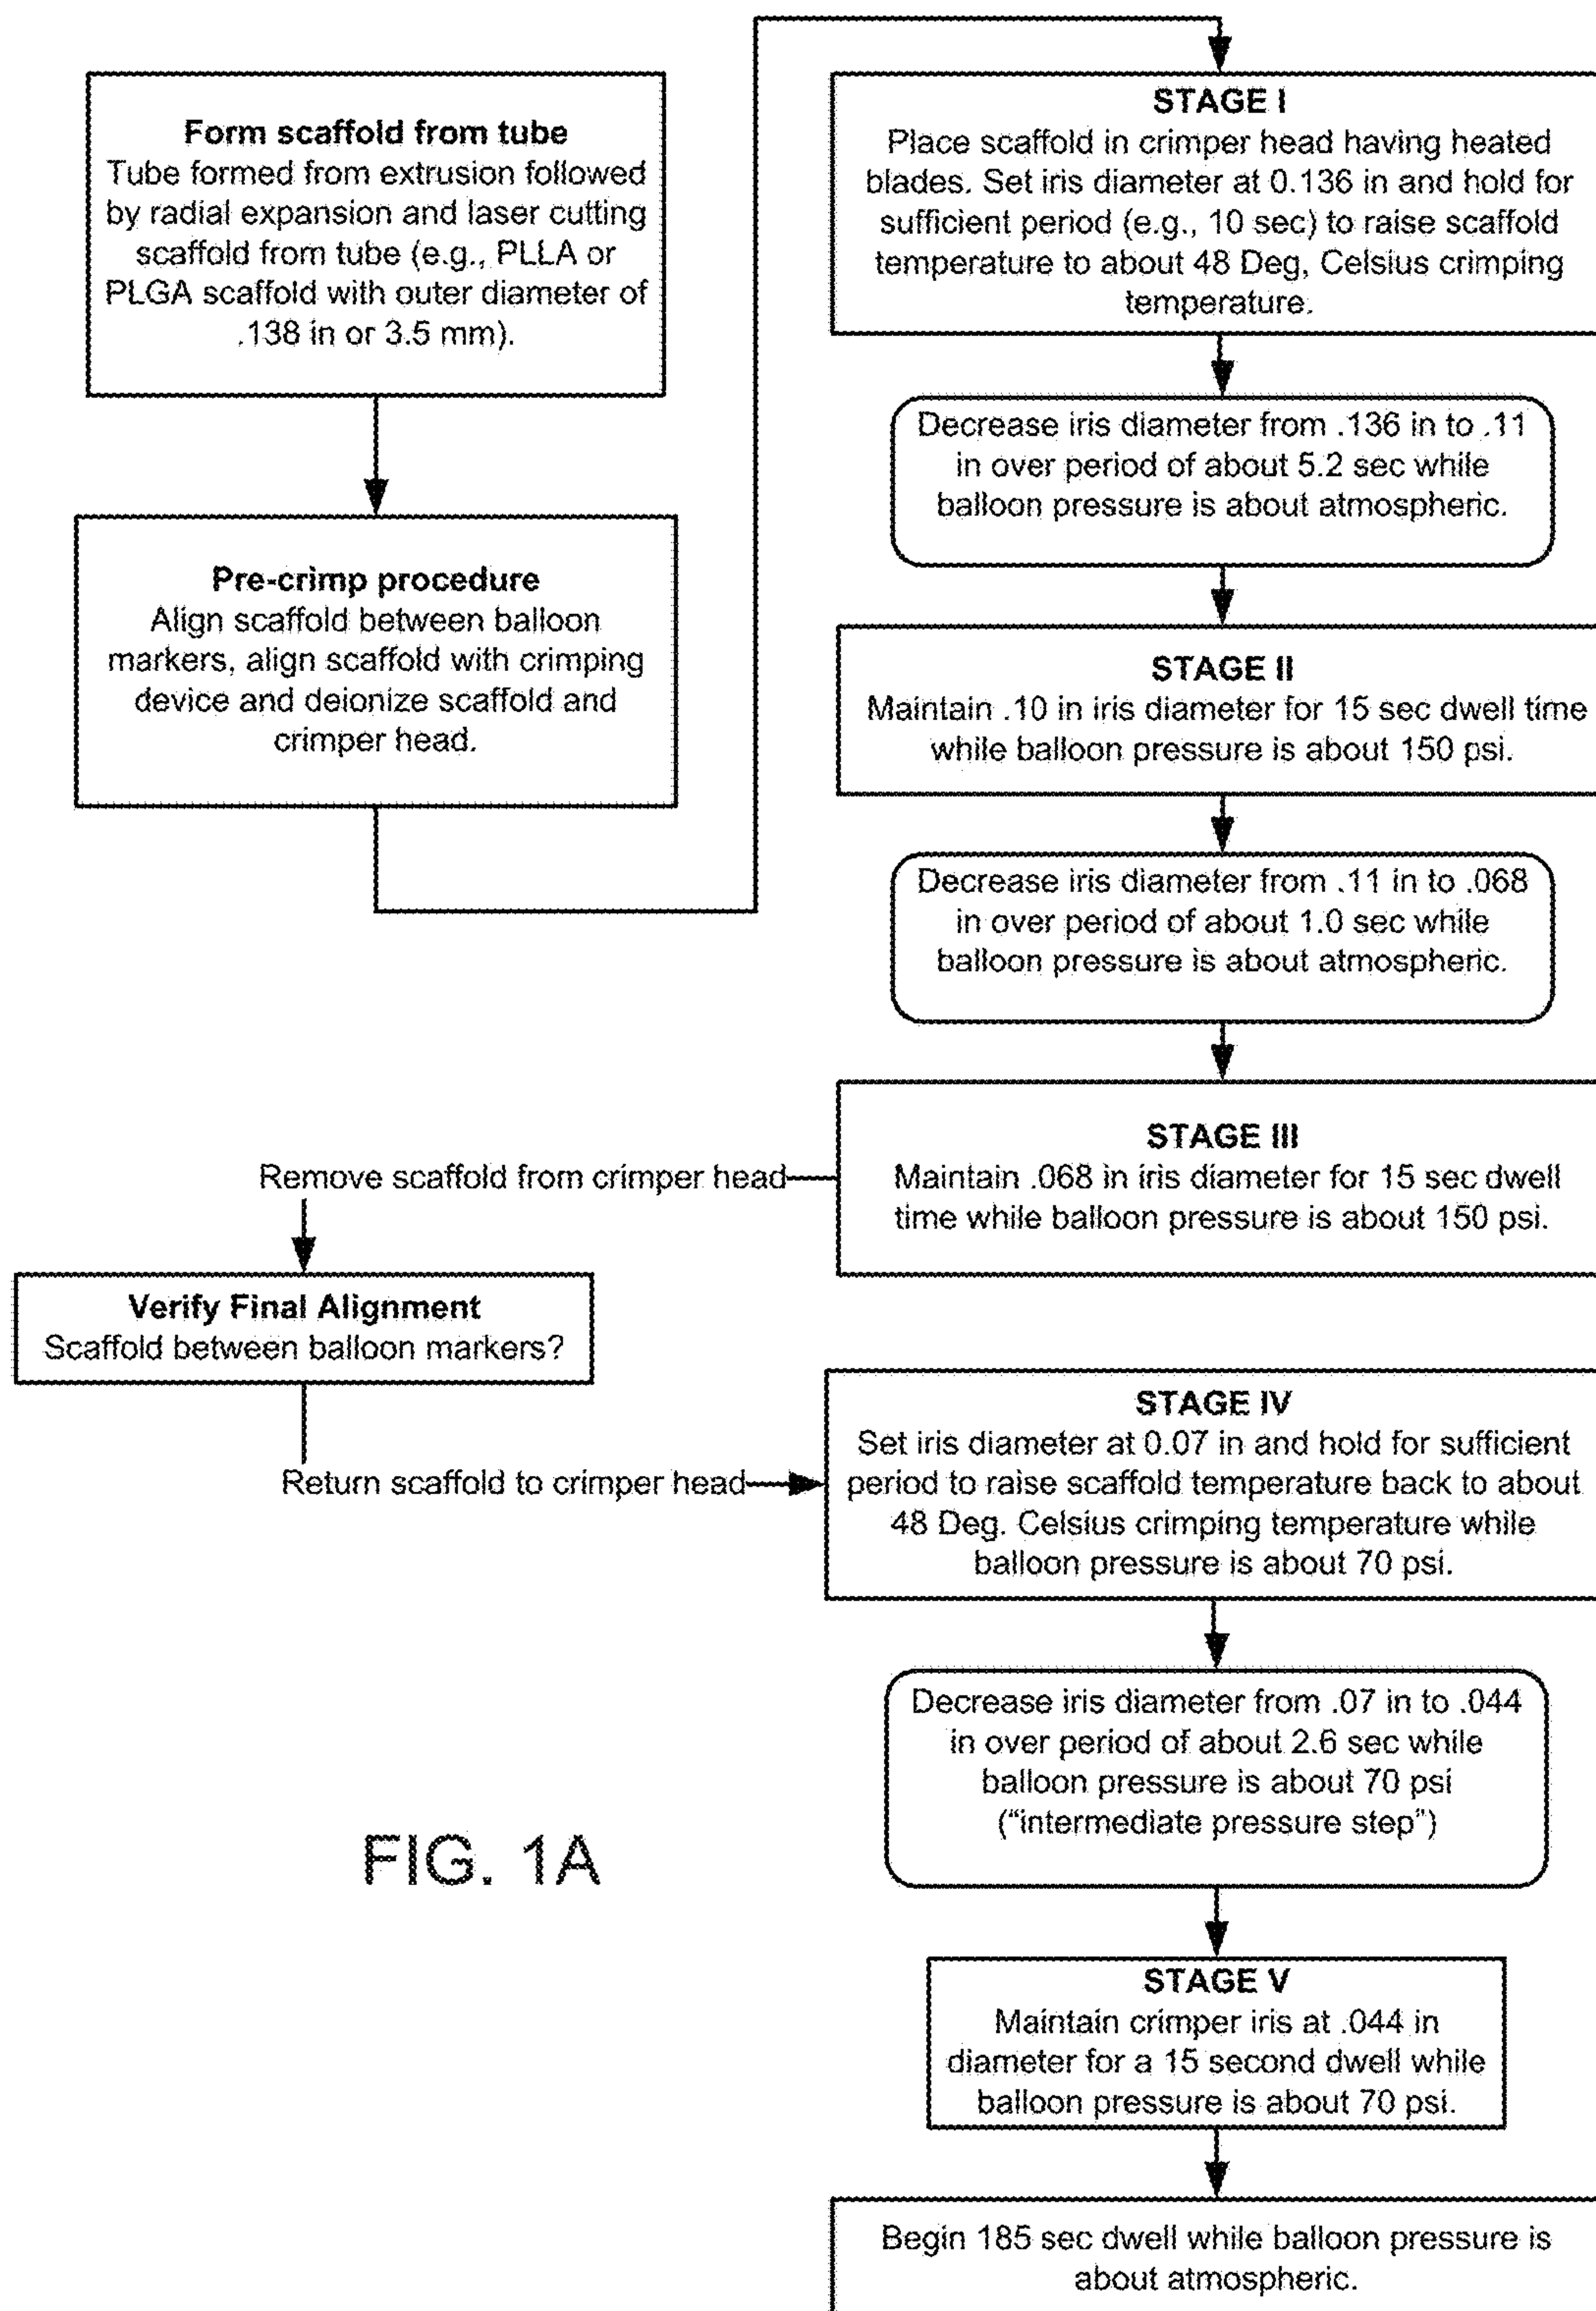 Form scaffold from tube
Tube formed from extrusion followed
by radial expansion and laser cutting
scaffold from tube (e.g., PLLA or
PLGA scaffold with outer diameter of
.138 in or 3.5 mm).
Pre-crimp procedure
Align scaffold between balloon
markers, align scaffold with crimping
device and deionize scaffold and
crimper head.
STAGE I
Place scaffold in crimper head having heated
blades. Set iris diameter at 0.136 in and hold for
sufficient period (e.g., 10 sec) to raise scaffold
temperature to about 48 Deg, Celsius crimping
temperature.
Decrease iris diameter from .136 in to .11
in over period of about 5.2 sec while
balloon pressure is about atmospheric.
STAGE II
Maintain .10 in iris diameter for 15 sec dwell time
while balloon pressure is about 150 psi.
Decrease iris diameter from .11 in to .068
in over period of about 1.0 sec while
balloon pressure is about atmospheric.
STAGE III
Maintain .068 in iris diameter for 15 sec dwell
time while balloon pressure is about 150 psi.
Remove scaffold from crimper head
Verify Final Alignment
Scaffold between balloon markers?
Return scaffold to crimper head
STAGE IV
Set iris diameter at 0.07 in and hold for sufficient
period to raise scaffold temperature back to about
48 Deg. Celsius crimping temperature while
balloon pressure is about 70 psi.
Decrease iris diameter from .07 in to .044
in over period of about 2.6 sec while
balloon pressure is about 70 psi
("intermediate pressure step")
STAGE V
Maintain crimper iris at .044 in
diameter for a 15 second dwell while
balloon pressure is about 70 psi.
Begin 185 sec dwell while balloon pressure is
about atmospheric.
FIG. 1A